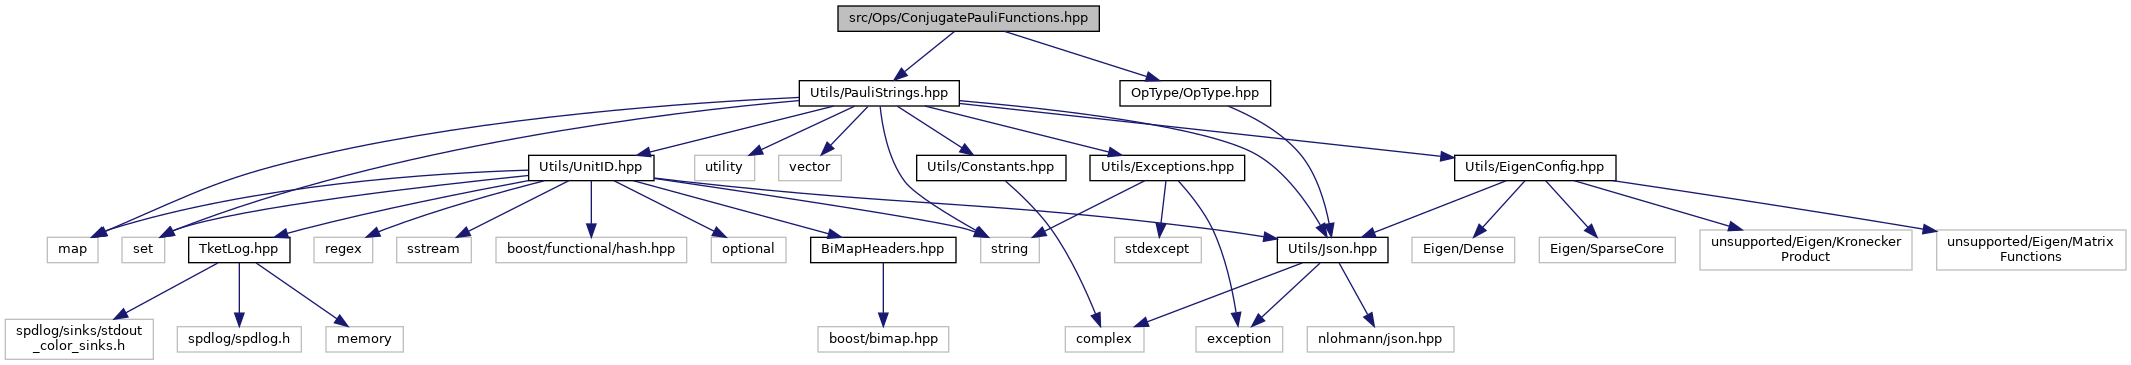 src/Ops/ConjugatePauliFunctions.hpp
Utils/PauliStrings.hpp
OpType/OpType.hpp
Utils/UnitID.hpp
utility
vector
Utils/Constants.hpp
Utils/Exceptions.hpp
Utils/EigenConfig.hpp
map
set
TketLog.hpp
regex
sstream
boost/functional/hash.hpp
optional
BiMapHeaders.hpp
string
stdexcept
Utils/Json.hpp
Eigen/Dense
Eigen/SparseCore
unsupported/Eigen/Kronecker
Product
unsupported/Eigen/Matrix
Functions
spdlog/sinks/stdout
_color_sinks.h
spdlog/spdlog.h
memory
boost/bimap.hpp
complex
exception
nlohmann/json.hpp